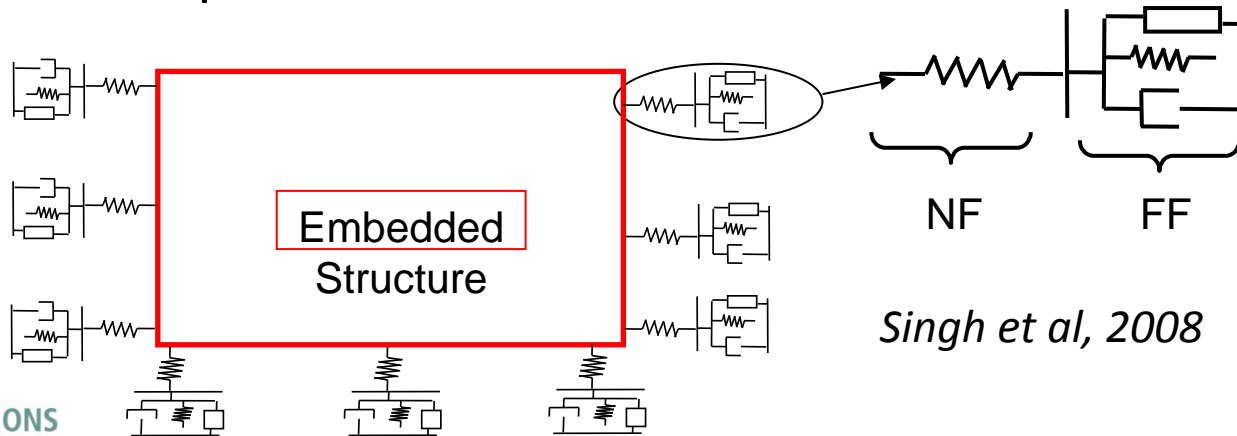 Embedded
Structure
NF
FF
Singh et al, 2008
ONS